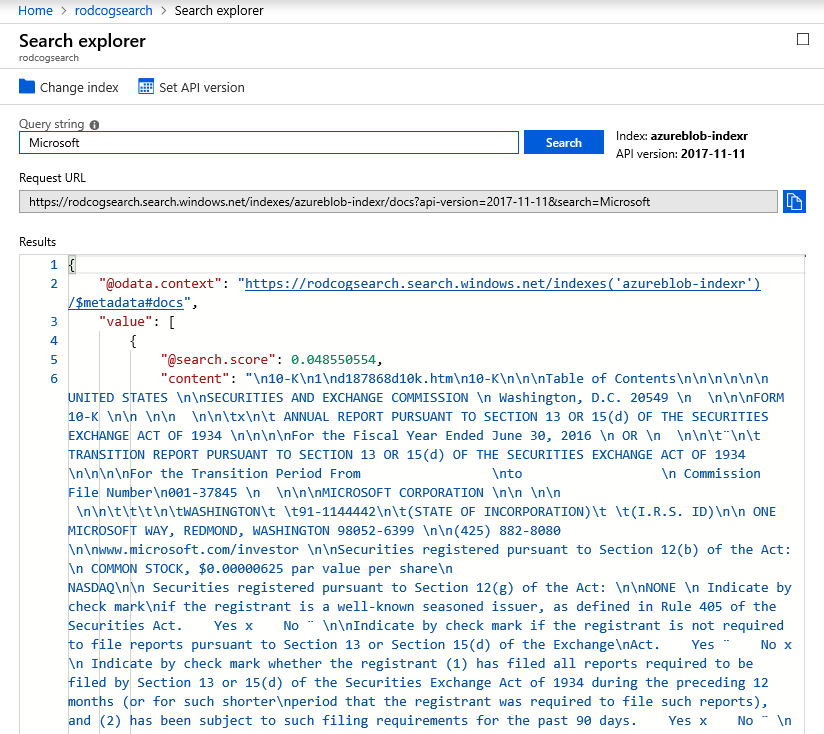 Home > rodcogsearch > Search explorer
Search explorer
rodcogsearch
Change index Set API version
Query string
Microsoft
Search
Index: azureblob-indexr
API version: 2017-11-11
Request URL
https://rodcogsearch.search.windows.net/indexes/azureblob-indexr/docs?api-version=2017-11-11&search=Microsoft
Results
1 {
2 "@odata.context": "https://rodcogsearch.search.windows.net/indexes('azureblob-indexr')
/$metadata#docs",
3 "value": [
4 {
5 "@search.score": 0.048550554,
6 "content": "\n10-K\n1\nd187868d10k.htm\n10-K\n\n\nTable of Contents\n\n\n\n\n\n
UNITED STATES \n\nSECURITIES AND EXCHANGE COMMISSION \n Washington, D.C. 20549 \n  \n\n\nFORM
10-K \n\n \n\n  \n\n\tx\n\t ANNUAL REPORT PURSUANT TO SECTION 13 OR 15(d) OF THE SECURITIES
EXCHANGE ACT OF 1934 \n\n\n\nFor the Fiscal Year Ended June 30, 2016 \n OR \n  \n\n\t¨\n\t
TRANSITION REPORT PURSUANT TO SECTION 13 OR 15(d) OF THE SECURITIES EXCHANGE ACT OF 1934
\n\n\n\nFor the Transition Period From                 \nto                  \n Commission
File Number\n001-37845 \n  \n\n\nMICROSOFT CORPORATION \n\n \n\n
\n\n\t\t\t\n\tWASHINGTON\t \t91-1144442\n\t(STATE OF INCORPORATION)\t \t(I.R.S. ID)\n\n ONE
MICROSOFT WAY, REDMOND, WASHINGTON 98052-6399 \n\n(425) 882-8080
\n\nwww.microsoft.com/investor \n\nSecurities registered pursuant to Section 12(b) of the Act:
\n COMMON STOCK, $0.00000625 par value per share\n
NASDAQ\n\n Securities registered pursuant to Section 12(g) of the Act: \n\nNONE \n Indicate by
check mark\nif the registrant is a well-known seasoned issuer, as defined in Rule 405 of the
Securities Act.    Yes x    No ¨ \n\nIndicate by check mark if the registrant is not required
to file reports pursuant to Section 13 or Section 15(d) of the Exchange\nAct.    Yes ¨    No x
\n Indicate by check mark whether the registrant (1) has filed all reports required to be
filed by Section 13 or 15(d) of the Securities Exchange Act of 1934 during the preceding 12
months (or for such shorter\nperiod that the registrant was required to file such reports),
and (2) has been subject to such filing requirements for the past 90 days.    Yes x    No ¨ \n